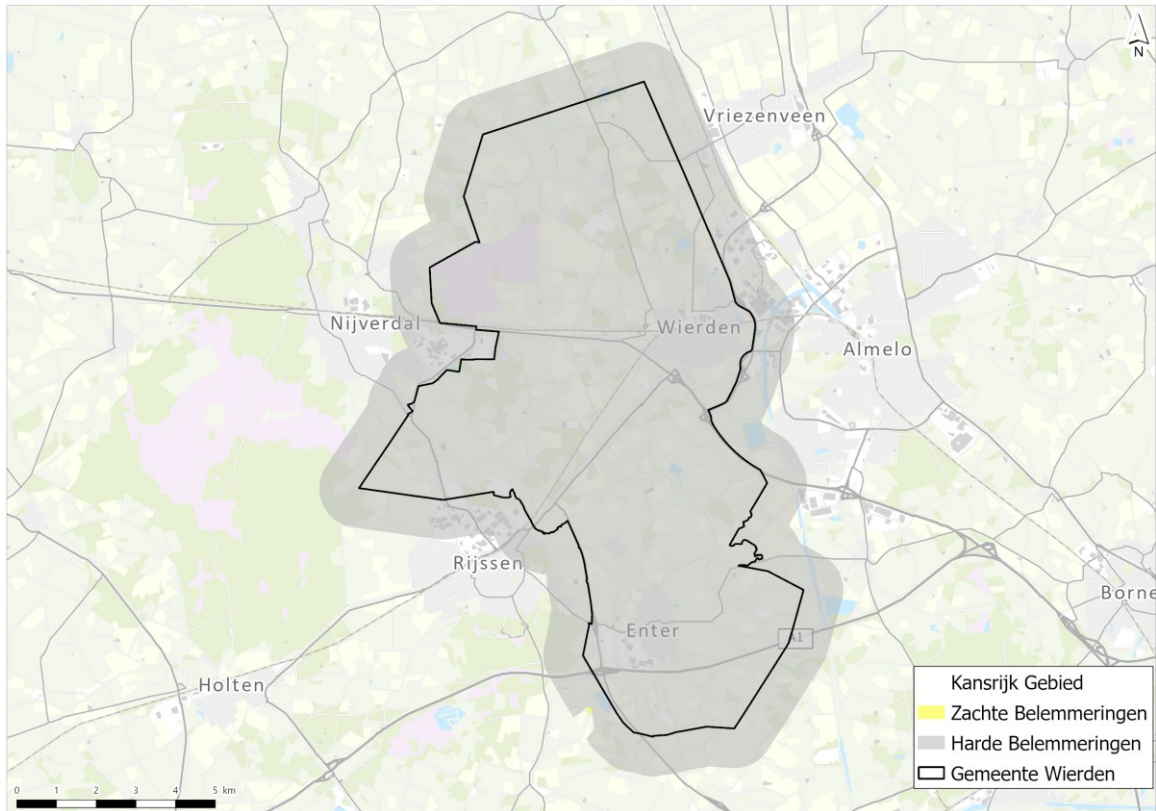 N
Vriezenveen
Nijverdal
Wierden
Almelo
Rijssen
Enter
A1
Borne
Holten
Kansrijk Gebied
Zachte Belemmeringen
Harde Belemmeringen
Gemeente Wierden
0 1 2 3 4 5 km